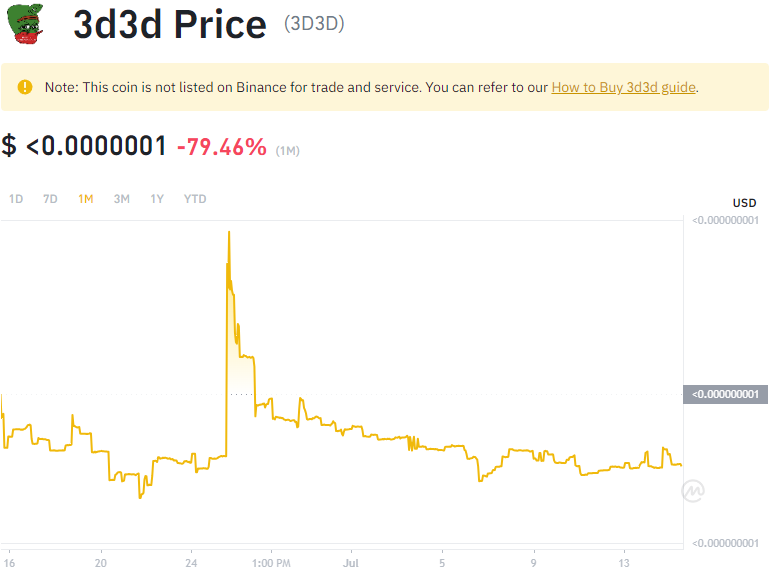 3d3d Price (3D3D)
Note: This coin is not listed on Binance for trade and service. You can refer to our How to Buy 3d3d guide.
$ <0.0000001 -79.46% (1M)
1D 7D 1M 3M 1Y YTD
USD
<0.000000001
<0.000000001
<0.000000001
16 20 24 1:00 PM Jul 5 9 13